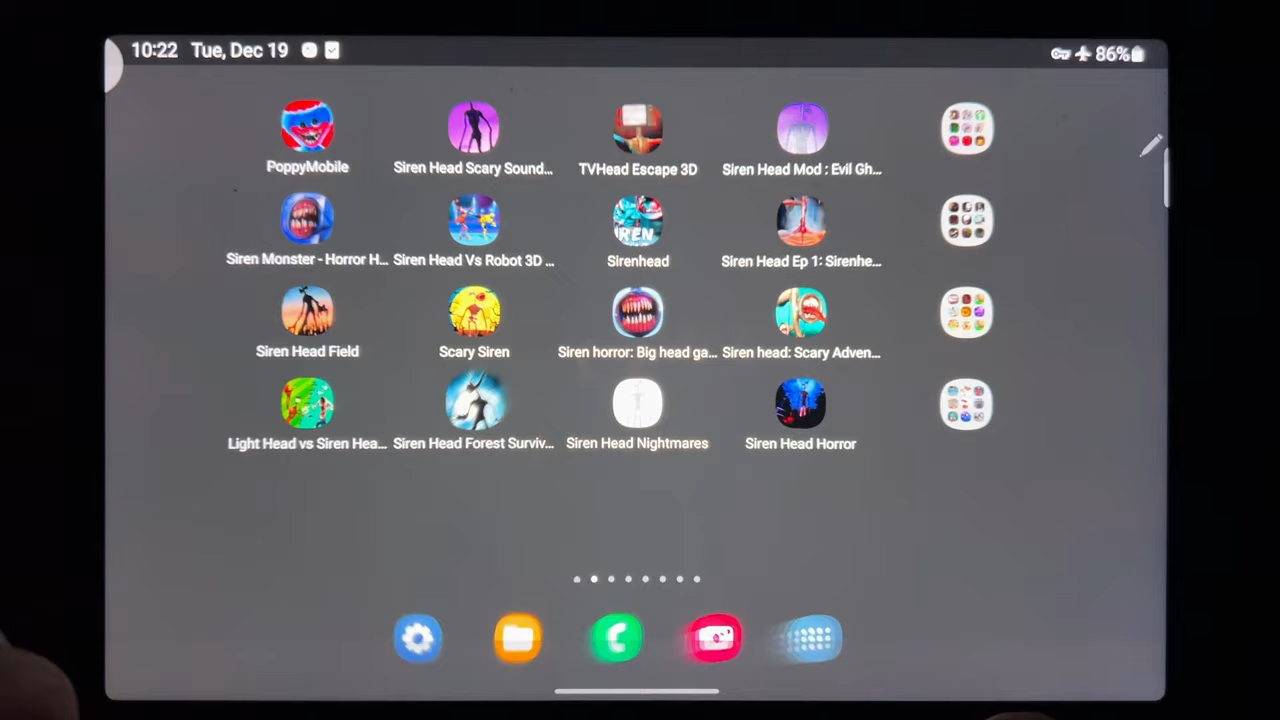 10:22 Tue, Dec 19
86%
PoppyMobile
Siren Head Scary Sound...
TVHead Escape 3D
Siren Head Mod : Evil Gh...
Siren Monster - Horror H...
Siren Head Vs Robot 3D ...
Sirenhead
Siren Head Ep 1: Sirenhe...
Siren Head Field
Scary Siren
Siren horror: Big head ga...
Siren head: Scary Adven...
Light Head vs Siren Hea...
Siren Head Forest Surviv...
Siren Head Nightmares
Siren Head Horror